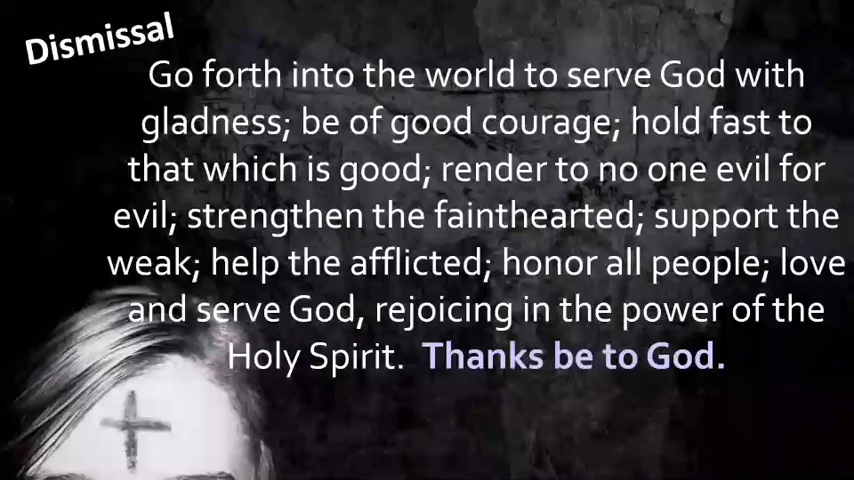 Dismissal
Go forth into the world to serve God with
gladness; be of good courage; hold fast to
that which is good; render to no one evil for
evil; strengthen the fainthearted; support the
weak; help the afflicted; honor all people; love
and serve God, rejoicing in the power of the
Holy Spirit. Thanks be to God.